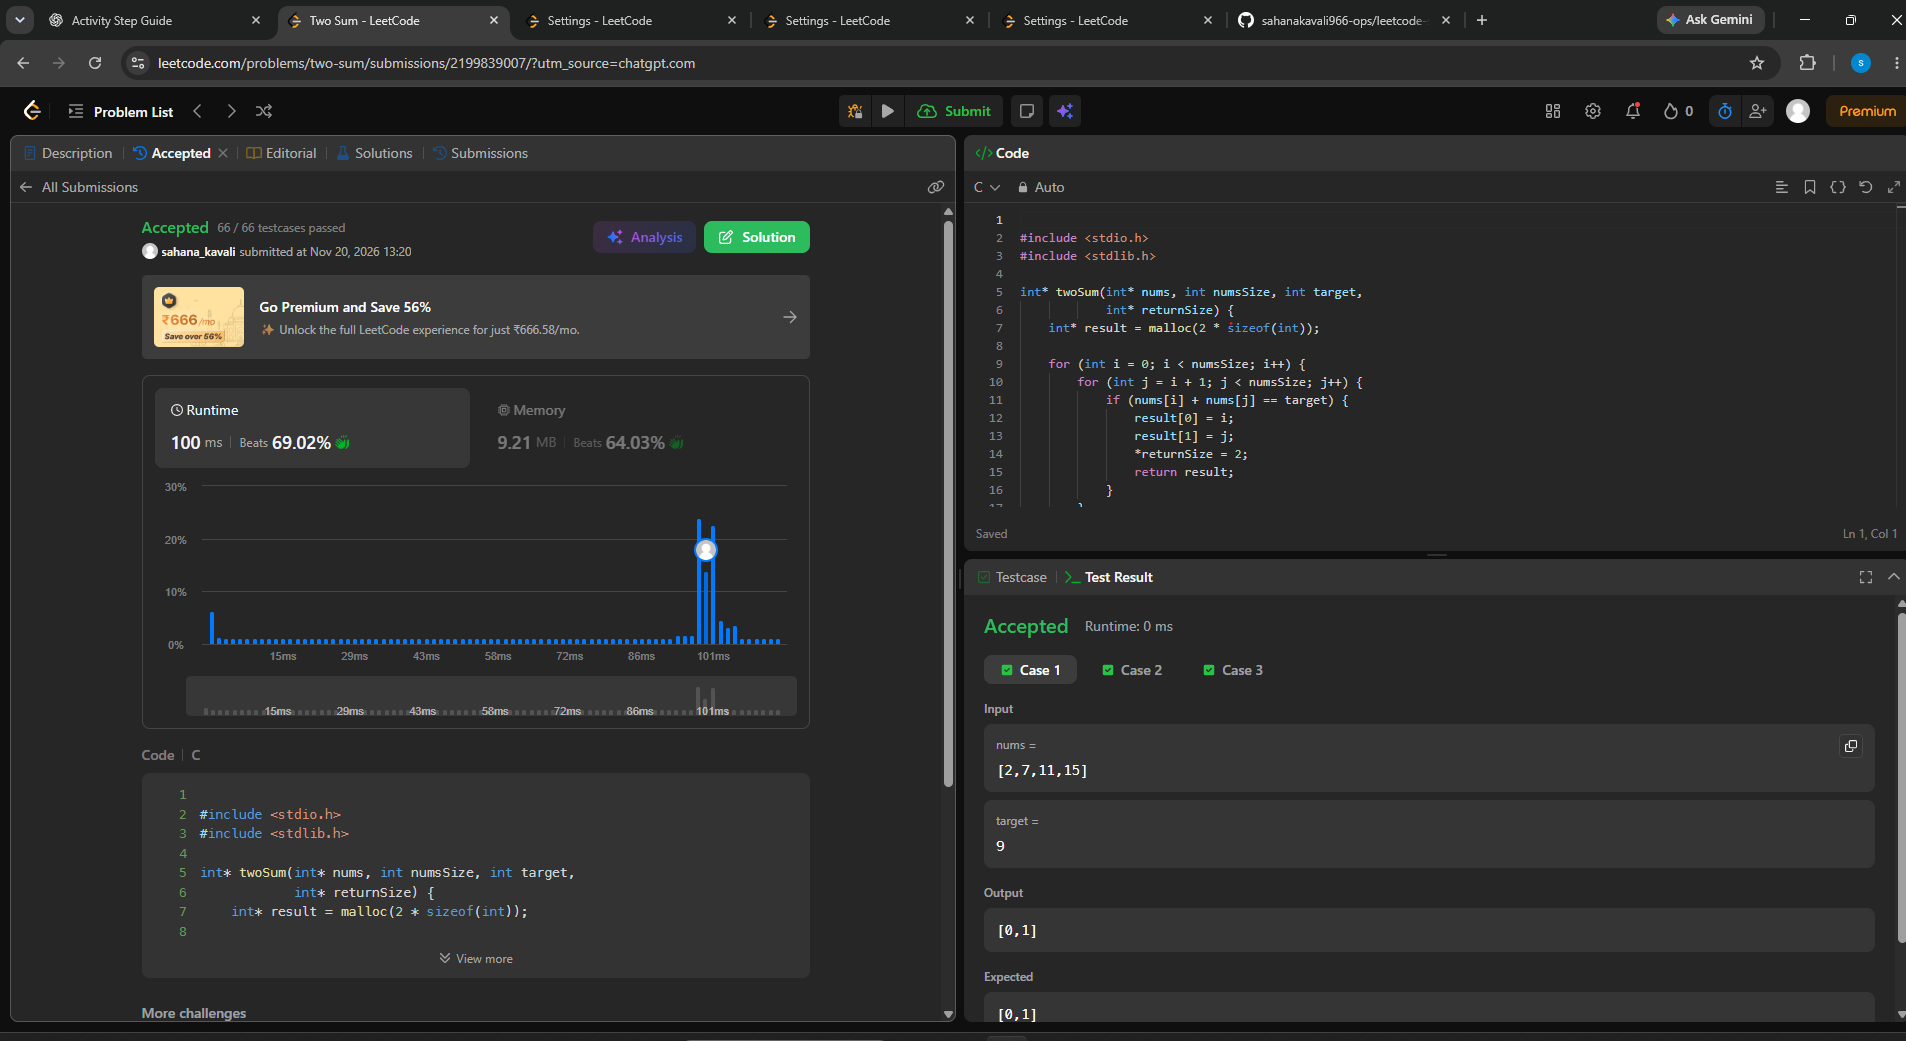 Activity Step Guide
Two Sum - LeetCode
Settings - LeetCode
Settings - LeetCode
Settings - LeetCode
sahanakavali966-ops/leetcode-
Ask Gemini
leetcode.com/problems/two-sum/submissions/2199839007/?utm_source=chatgpt.com
s
Problem List
Submit
0
Premium
Description
Accepted
Editorial
Solutions
Submissions
All Submissions
Accepted 66 / 66 testcases passed
sahana_kavali submitted at Nov 20, 2026 13:20
Analysis
Solution
₹666 /mo
Save over 56%
Go Premium and Save 56%
Unlock the full LeetCode experience for just ₹666.58/mo.
Runtime
100 ms Beats 69.02%
Memory
9.21 MB Beats 64.03%
30%
20%
10%
0%
15ms 29ms 43ms 58ms 72ms 86ms 101ms
15ms 29ms 43ms 58ms 72ms 86ms 101ms
Code C
1
2 #include <stdio.h>
3 #include <stdlib.h>
4
5 int* twoSum(int* nums, int numsSize, int target,
6 int* returnSize) {
7 int* result = malloc(2 * sizeof(int));
8
View more
More challenges
</> Code
C
Auto
1
2 #include <stdio.h>
3 #include <stdlib.h>
4
5 int* twoSum(int* nums, int numsSize, int target,
6 int* returnSize) {
7 int* result = malloc(2 * sizeof(int));
8
9 for (int i = 0; i < numsSize; i++) {
10 for (int j = i + 1; j < numsSize; j++) {
11 if (nums[i] + nums[j] == target) {
12 result[0] = i;
13 result[1] = j;
14 *returnSize = 2;
15 return result;
16 }
17 }
Saved
Ln 1, Col 1
Testcase
Test Result
Accepted Runtime: 0 ms
Case 1
Case 2
Case 3
Input
nums =
[2,7,11,15]
target =
9
Output
[0,1]
Expected
[0,1]